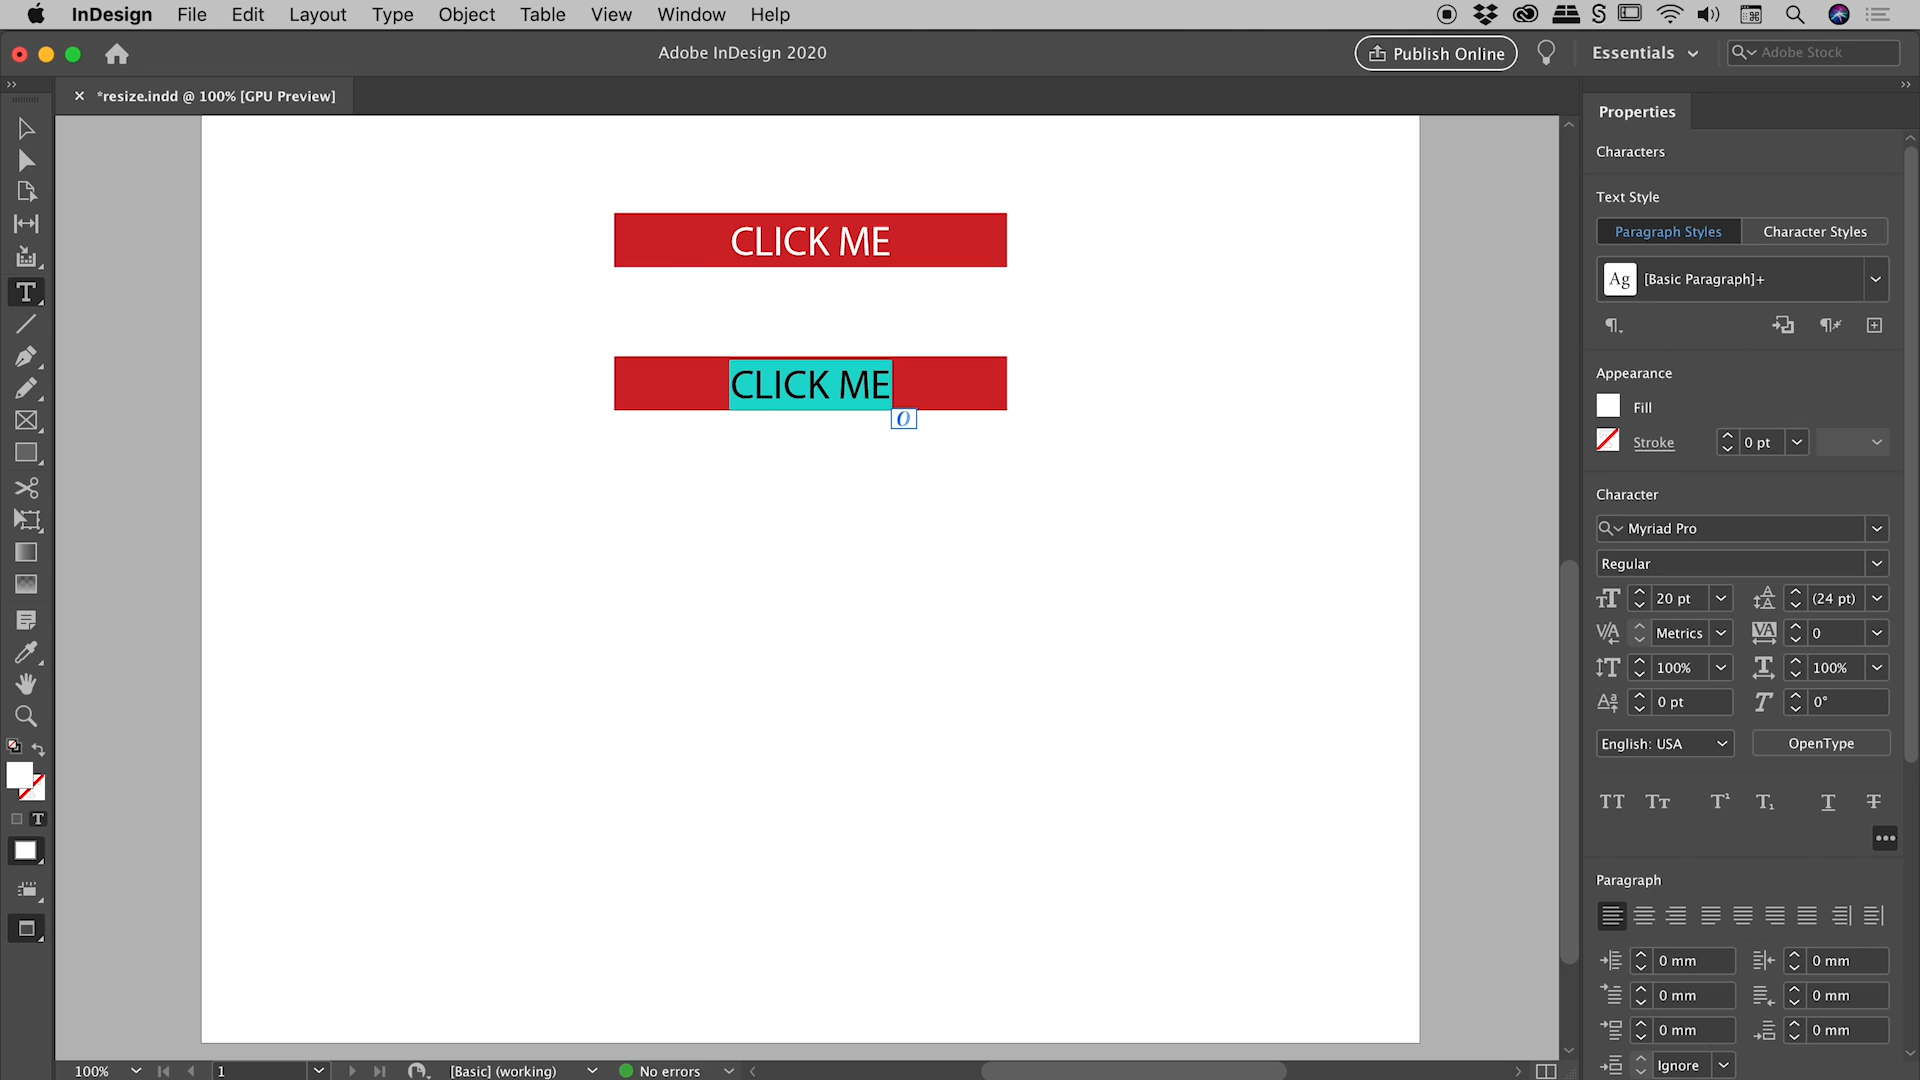 InDesign File Edit Layout Type Object Table View Window Help
Adobe InDesign 2020
Publish Online
Essentials
Adobe Stock
*resize.indd @ 100% [GPU Preview]
Properties
Characters
Text Style
Paragraph Styles Character Styles
Ag [Basic Paragraph]+
CLICK ME
CLICK ME
O
Appearance
Fill
Stroke 0 pt
Character
Myriad Pro
Regular
20 pt (24 pt)
Metrics 0
100% 100%
0 pt 0°
English: USA OpenType
Paragraph
0 mm 0 mm
0 mm 0 mm
0 mm 0 mm
Ignore
100% 1 [Basic] (working) No errors